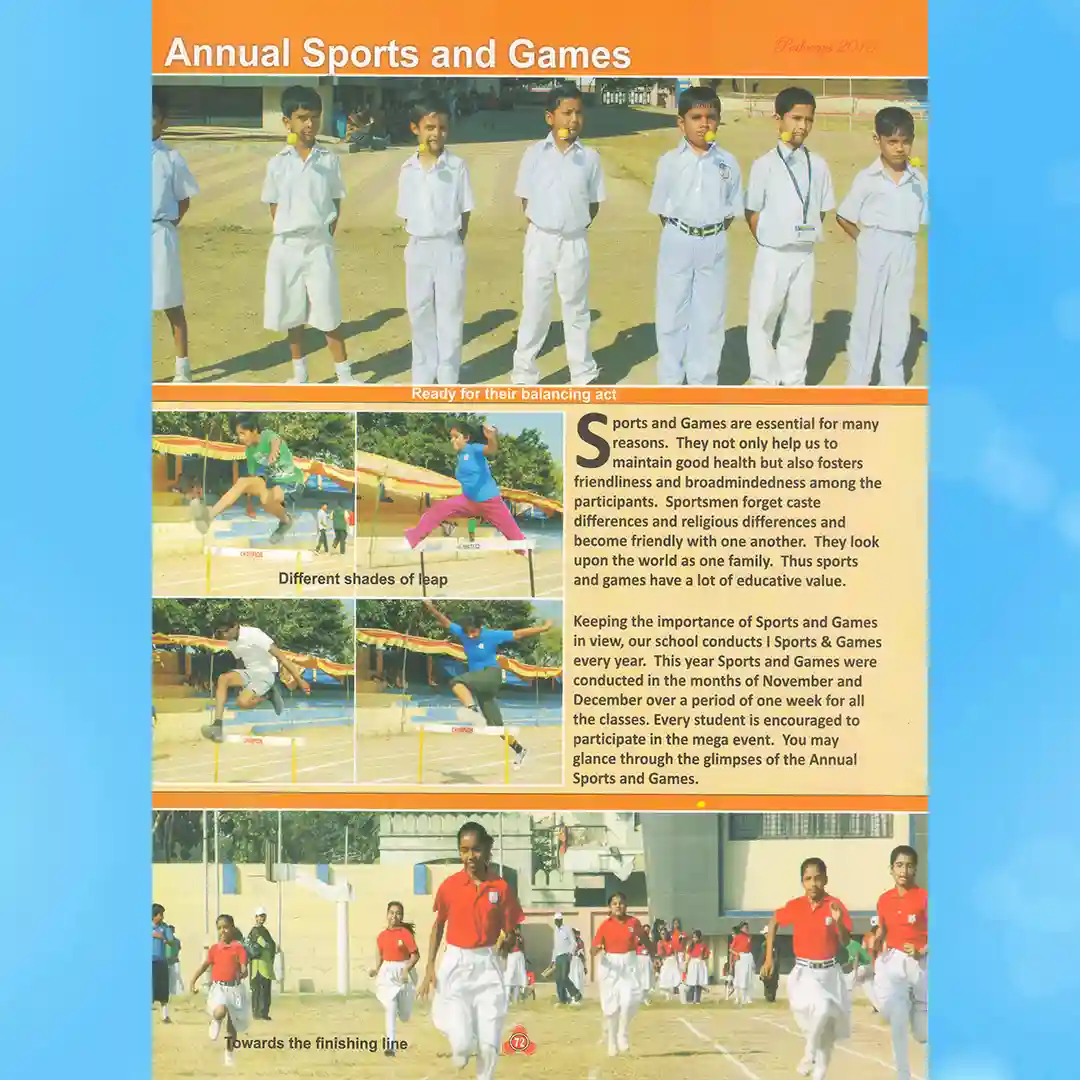 Annual Sports and Games
2016
Ready for their balancing act
Sports and Games are essential for many
reasons. They not only help us to
maintain good health but also fosters
friendliness and broadmindedness among the
participants. Sportsmen forget caste
differences and religious differences and
become friendly with one another. They look
upon the world as one family. Thus sports
and games have a lot of educative value.
Different shades of leap
Keeping the importance of Sports and Games
in view, our school conducts I Sports & Games
every year. This year Sports and Games were
conducted in the months of November and
December over a period of one week for all
the classes. Every student is encouraged to
participate in the mega event. You may
glance through the glimpses of the Annual
Sports and Games.
Towards the finishing line
72